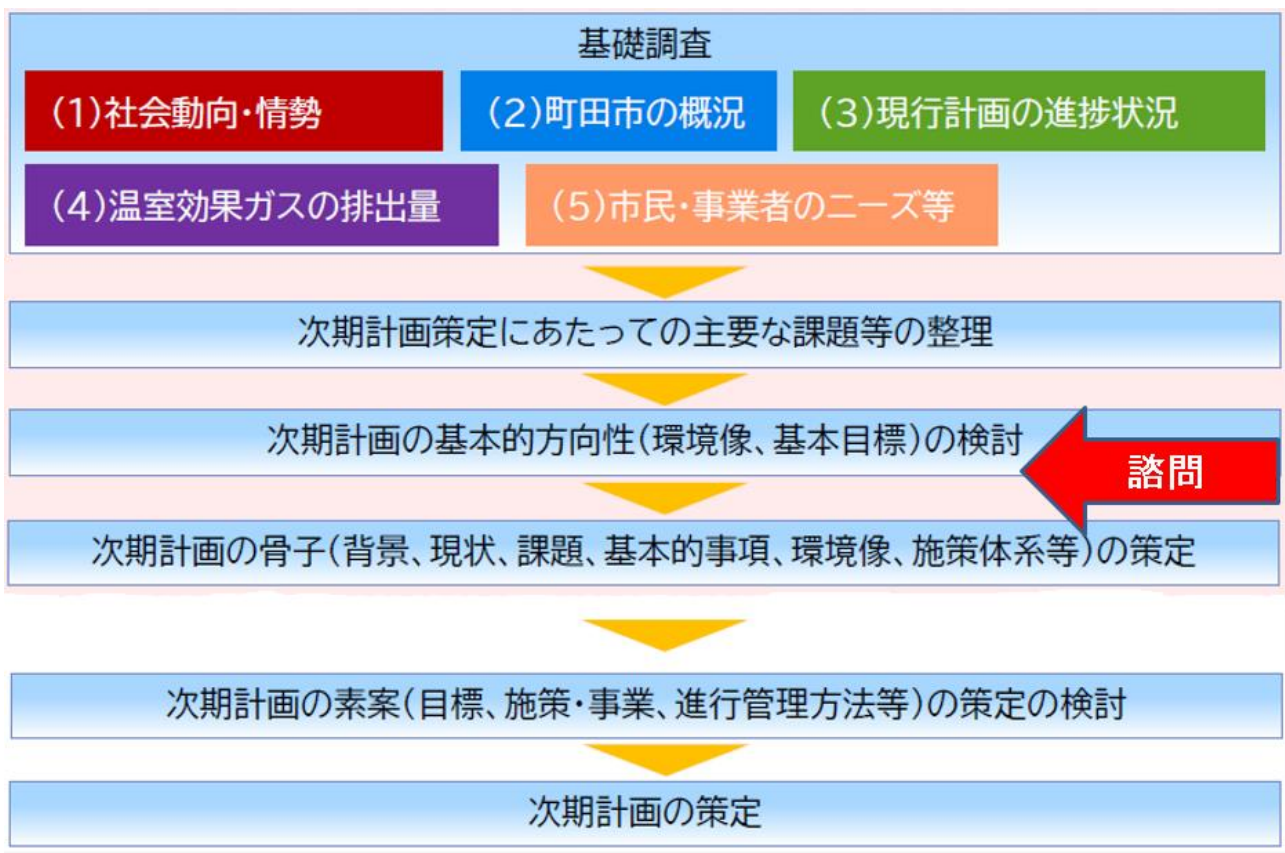 基礎調査
(1)社会動向・情勢
(2)町田市の概況
(3)現行計画の進捗状況
(4)温室効果ガスの排出量
(5)市民・事業者のニーズ等
次期計画策定にあたっての主要な課題等の整理
次期計画の基本的方向性(環境像、基本目標)の検討
諮問
次期計画の骨子(背景、現状、課題、基本的事項、環境像、施策体系等)の策定
次期計画の素案(目標、施策・事業、進行管理方法等)の策定の検討
次期計画の策定